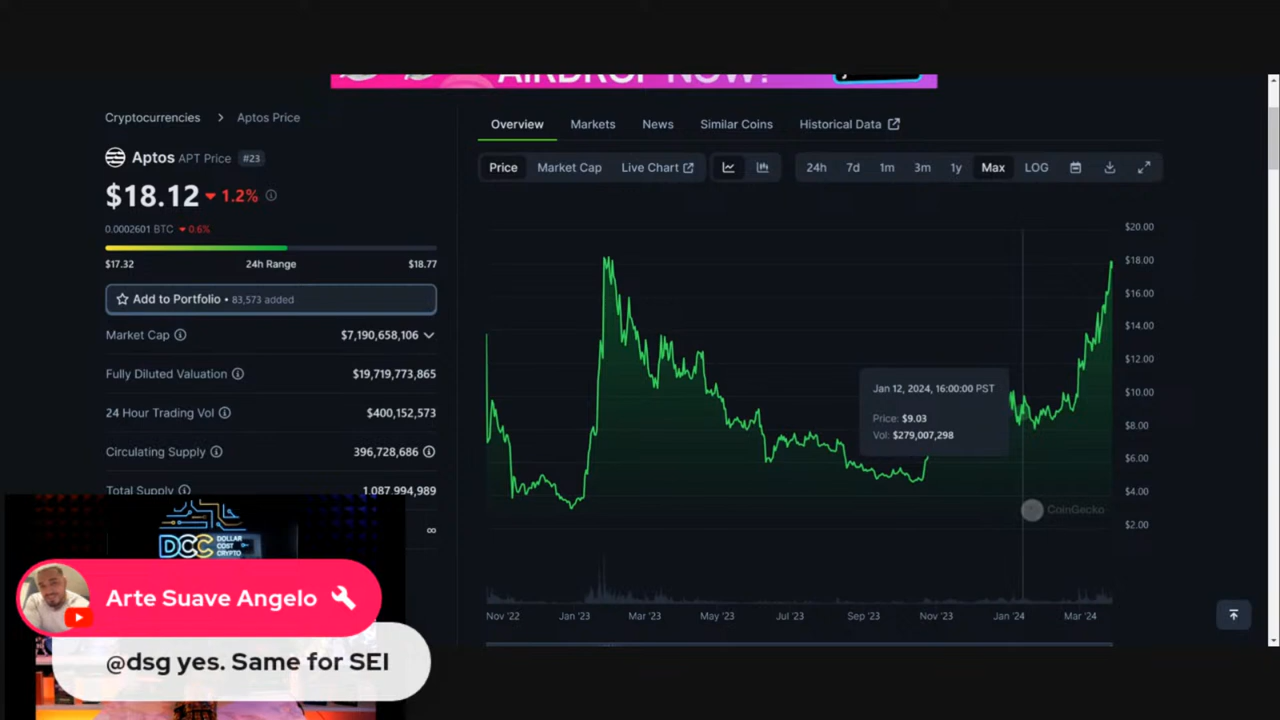 AIRDROP NOW!
Cryptocurrencies > Aptos Price
Aptos APT Price #23
$18.12 1.2%
0.0002601 BTC 0.6%
$17.32 24h Range $18.77
Add to Portfolio • 83,573 added
Market Cap $7,190,658,106
Fully Diluted Valuation $19,719,773,865
24 Hour Trading Vol $400,152,573
Circulating Supply 396,728,686
Total Supply 1,087,994,989
∞
Overview Markets News Similar Coins Historical Data
Price Market Cap Live Chart 24h 7d 1m 3m 1y Max LOG
$20.00
$18.00
$16.00
$14.00
$12.00
$10.00
$8.00
$6.00
$4.00
$2.00
Jan 12, 2024, 16:00:00 PST
Price: $9.03
Vol: $279,007,298
CoinGecko
Nov '22 Jan '23 Mar '23 May '23 Jul '23 Sep '23 Nov '23 Jan '24 Mar '24
DCC DOLLAR
COST
CRYPTO
Arte Suave Angelo
@dsg yes. Same for SEI